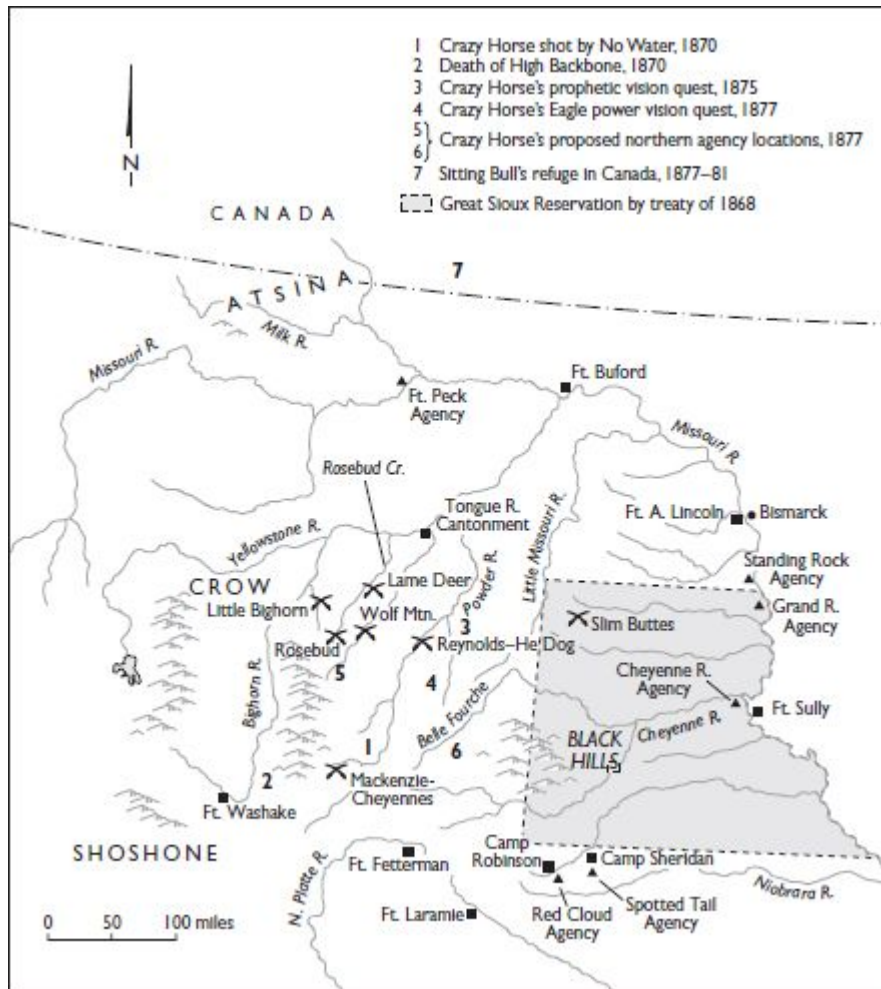 1 Crazy Horse shot by No Water, 1870
2 Death of High Backbone, 1870
3 Crazy Horse's prophetic vision quest, 1875
4 Crazy Horse's Eagle power vision quest, 1877
5
6 } Crazy Horse's proposed northern agency locations, 1877
7 Sitting Bull's refuge in Canada, 1877–81
Great Sioux Reservation by treaty of 1868
N
CANADA
7
ATSINA
Milk R.
Missouri R.
Ft. Buford
Ft. Peck
Agency
Missouri R.
Rosebud Cr.
Little Missouri R.
Tongue R.
Cantonment
Ft. A. Lincoln
Bismarck
Yellowstone R.
Powder R.
Standing Rock
Agency
CROW
Lame Deer
Little Bighorn
Wolf Mtn.
3
Grand R.
Agency
Slim Buttes
Rosebud
Reynolds–He Dog
5
4
Cheyenne R.
Agency
Bighorn R.
Belle Fourche
Ft. Sully
Cheyenne R.
1
6
BLACK
HILLS
2
Mackenzie-
Cheyennes
Ft. Washake
SHOSHONE
N. Platte R.
Ft. Fetterman
Camp
Robinson
Camp Sheridan
Niobrara R.
Ft. Laramie
Red Cloud
Agency
Spotted Tail
Agency
0 50 100 miles